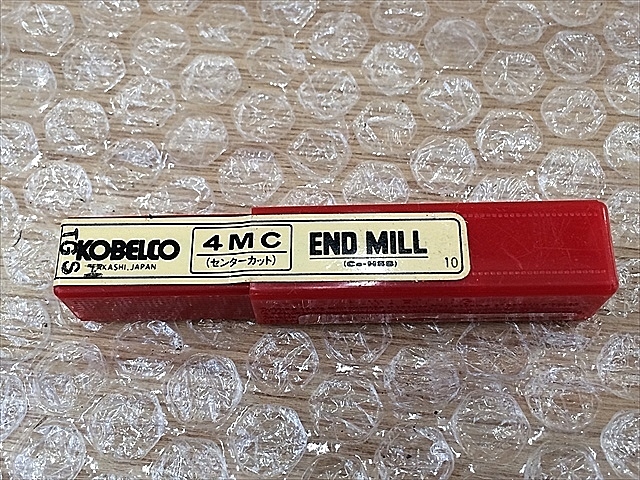 TGS
KOBELCO
AKASHI, JAPAN
4MC
(センターカット)
END MILL
(Co-HSS)
10